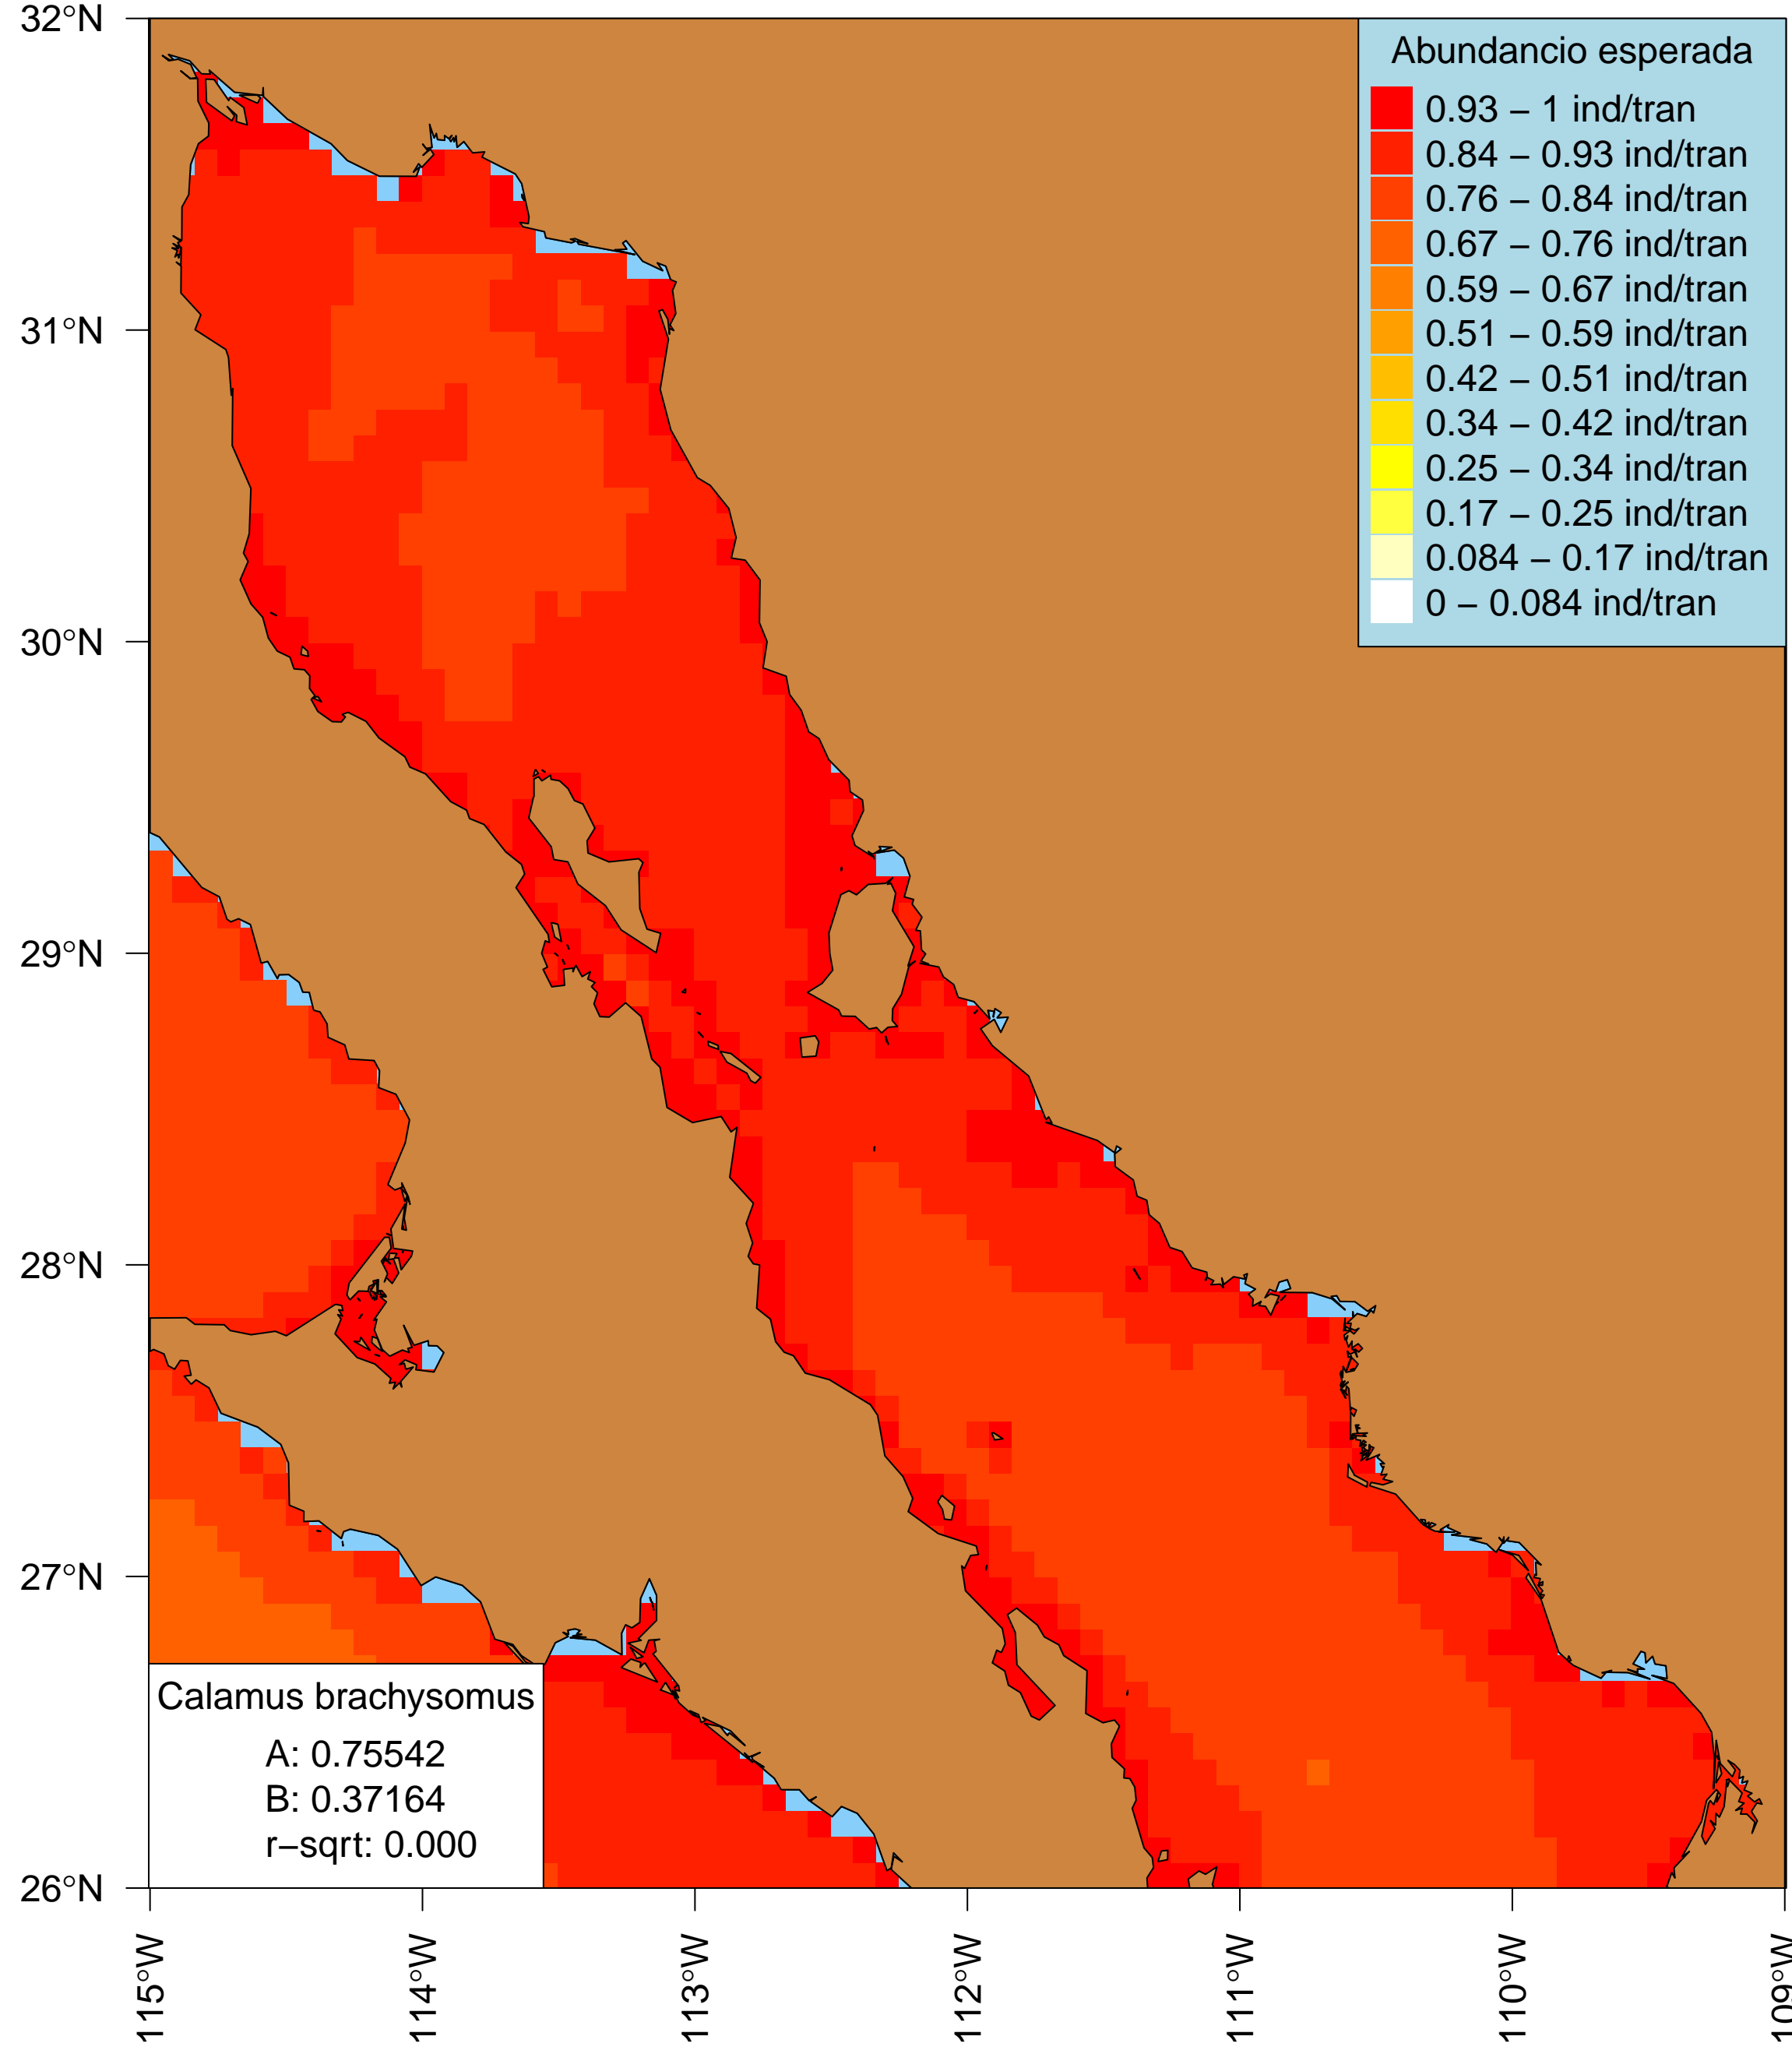 32°N
31°N
30°N
29°N
28°N
27°N
26°N
115°W
114°W
113°W
112°W
111°W
110°W
109°W
Abundancio esperada
0.93 − 1 ind/tran
0.84 − 0.93 ind/tran
0.76 − 0.84 ind/tran
0.67 − 0.76 ind/tran
0.59 − 0.67 ind/tran
0.51 − 0.59 ind/tran
0.42 − 0.51 ind/tran
0.34 − 0.42 ind/tran
0.25 − 0.34 ind/tran
0.17 − 0.25 ind/tran
0.084 − 0.17 ind/tran
0 − 0.084 ind/tran
Calamus brachysomus
A: 0.75542
B: 0.37164
r−sqrt: 0.000